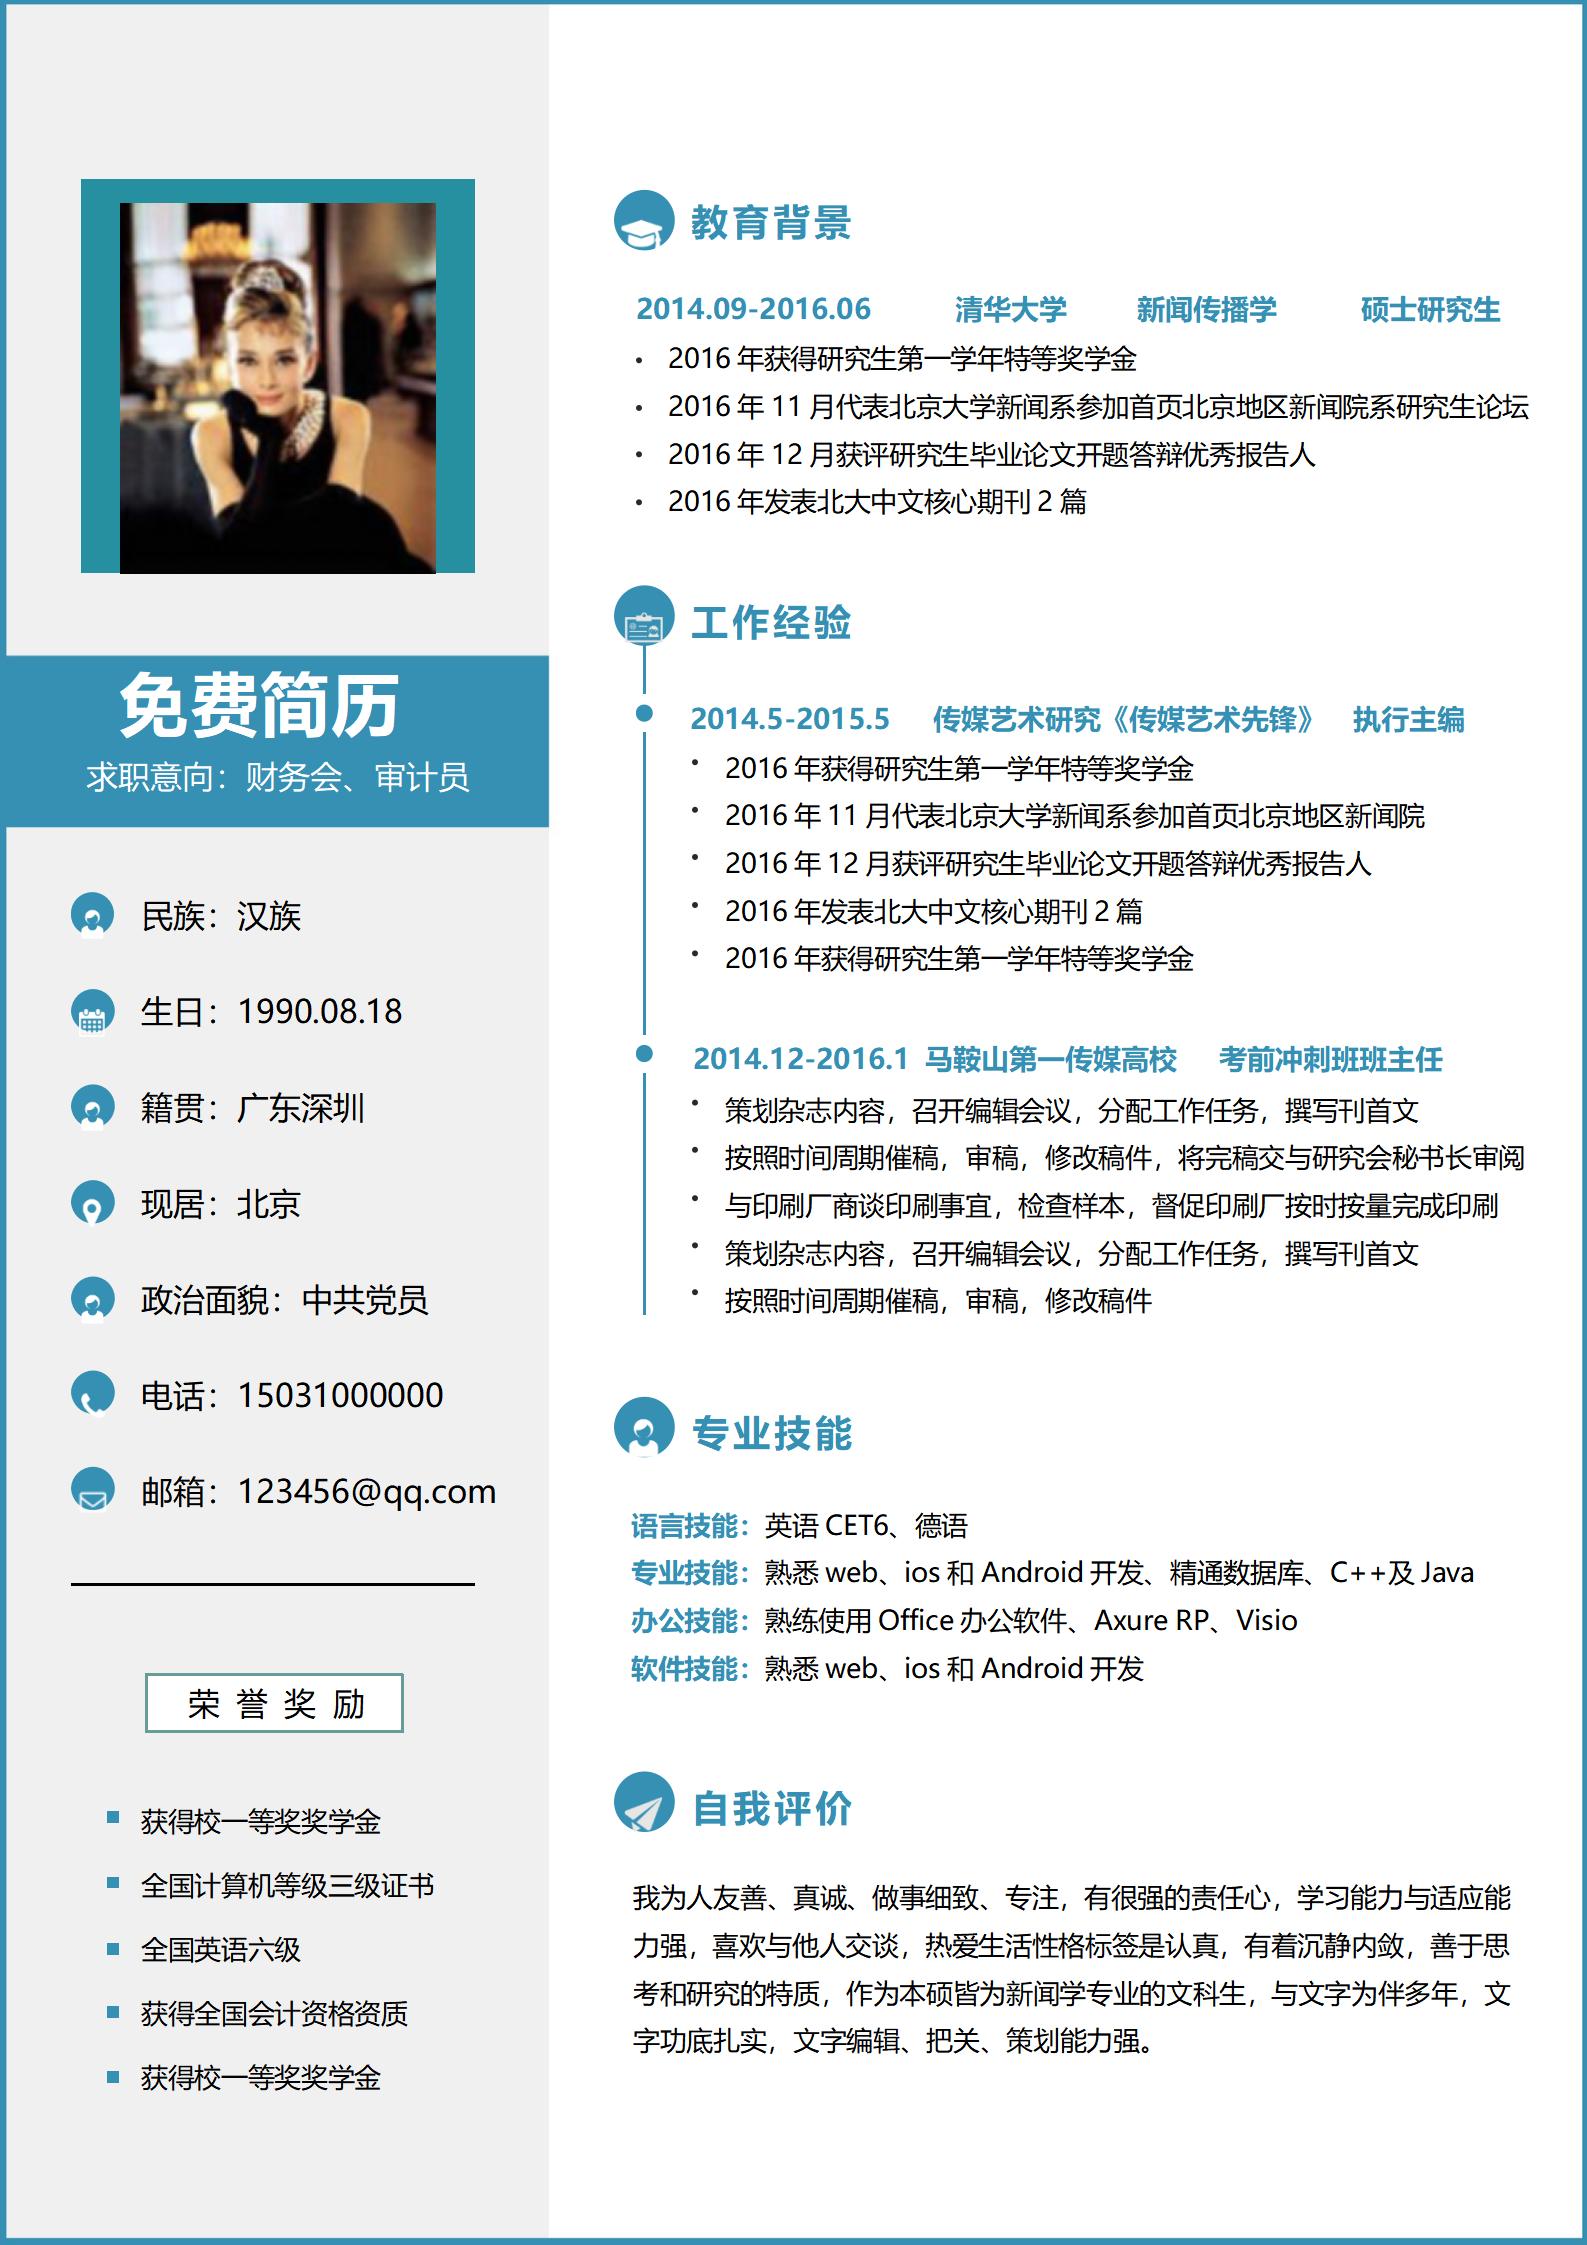 免费简历
求职意向：财务会、审计员
民族：汉族
生日：1990.08.18
籍贯：广东深圳
现居：北京
政治面貌：中共党员
电话：15031000000
邮箱：123456@qq.com
荣誉奖励
获得校一等奖奖学金
全国计算机等级三级证书
全国英语六级
获得全国会计资格资质
获得校一等奖奖学金
教育背景
2014.09-2016.06 清华大学 新闻传播学 硕士研究生
2016 年获得研究生第一学年特等奖学金
2016 年 11 月代表北京大学新闻系参加首页北京地区新闻院系研究生论坛
2016 年 12 月获评研究生毕业论文开题答辩优秀报告人
2016 年发表北大中文核心期刊 2 篇
工作经验
2014.5-2015.5 传媒艺术研究《传媒艺术先锋》 执行主编
2016 年获得研究生第一学年特等奖学金
2016 年 11 月代表北京大学新闻系参加首页北京地区新闻院
2016 年 12 月获评研究生毕业论文开题答辩优秀报告人
2016 年发表北大中文核心期刊 2 篇
2016 年获得研究生第一学年特等奖学金
2014.12-2016.1 马鞍山第一传媒高校 考前冲刺班班主任
策划杂志内容，召开编辑会议，分配工作任务，撰写刊首文
按照时间周期催稿，审稿，修改稿件，将完稿交与研究会秘书长审阅
与印刷厂商谈印刷事宜，检查样本，督促印刷厂按时按量完成印刷
策划杂志内容，召开编辑会议，分配工作任务，撰写刊首文
按照时间周期催稿，审稿，修改稿件
专业技能
语言技能：英语 CET6、德语
专业技能：熟悉 web、ios 和 Android 开发、精通数据库、C++及 Java
办公技能：熟练使用 Office 办公软件、Axure RP、Visio
软件技能：熟悉 web、ios 和 Android 开发
自我评价
我为人友善、真诚、做事细致、专注，有很强的责任心，学习能力与适应能
力强，喜欢与他人交谈，热爱生活性格标签是认真，有着沉静内敛，善于思
考和研究的特质，作为本硕皆为新闻学专业的文科生，与文字为伴多年，文
字功底扎实，文字编辑、把关、策划能力强。